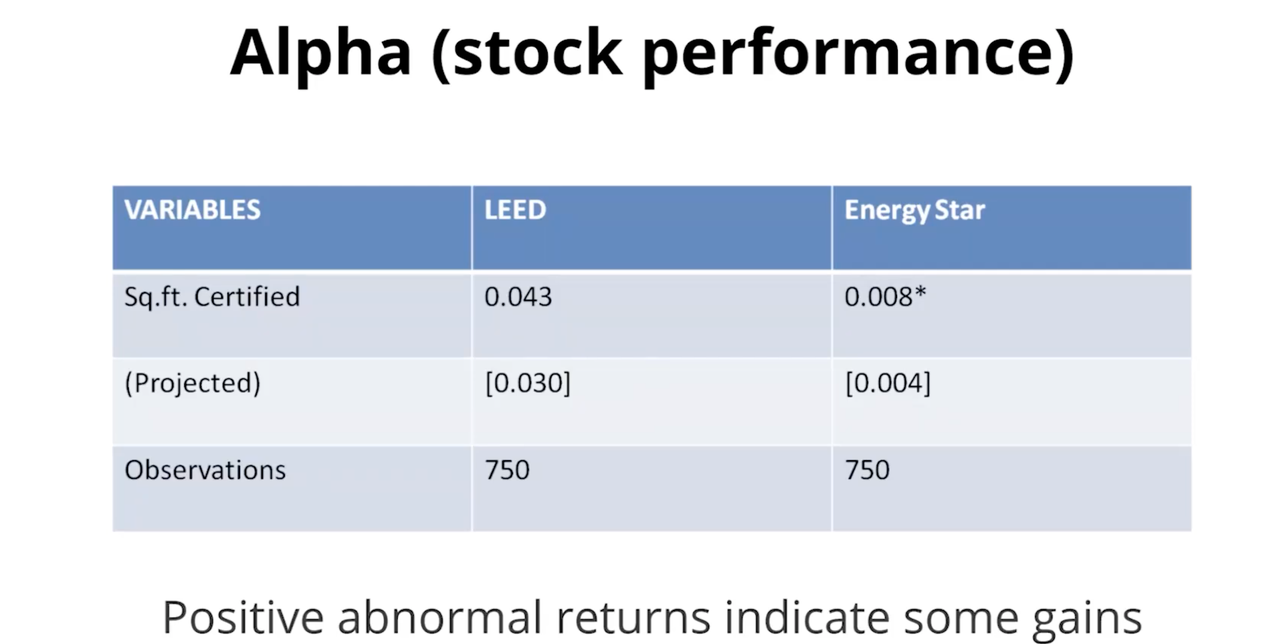 Alpha (stock performance)
VARIABLES LEED Energy Star
Sq.ft. Certified 0.043 0.008*
(Projected) [0.030] [0.004]
Observations 750 750
Positive abnormal returns indicate some gains